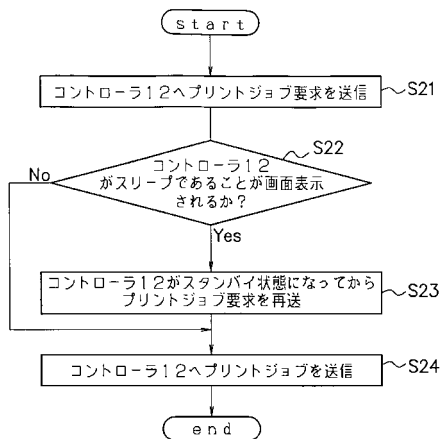 start
コントローラ12へプリントジョブ要求を送信
S21
コントローラ12
がスリープであることが画面表示
されるか?
S22
No
Yes
コントローラ12がスタンバイ状態になってから
プリントジョブ要求を再送
S23
コントローラ12へプリントジョブを送信
S24
end